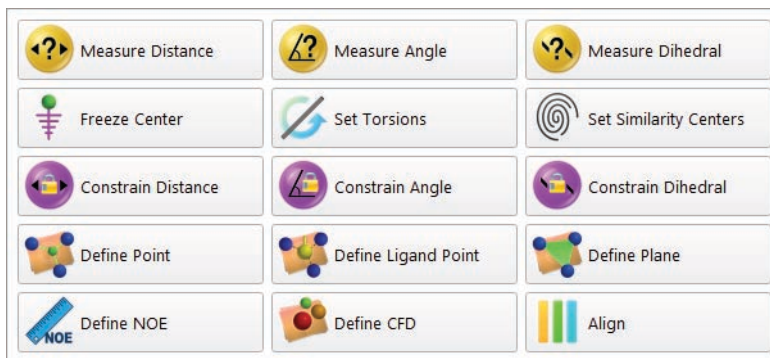 Measure Distance
Measure Angle
Measure Dihedral
Freeze Center
Set Torsions
Set Similarity Centers
Constrain Distance
Constrain Angle
Constrain Dihedral
Define Point
Define Ligand Point
Define Plane
NOE
Define NOE
Define CFD
Align